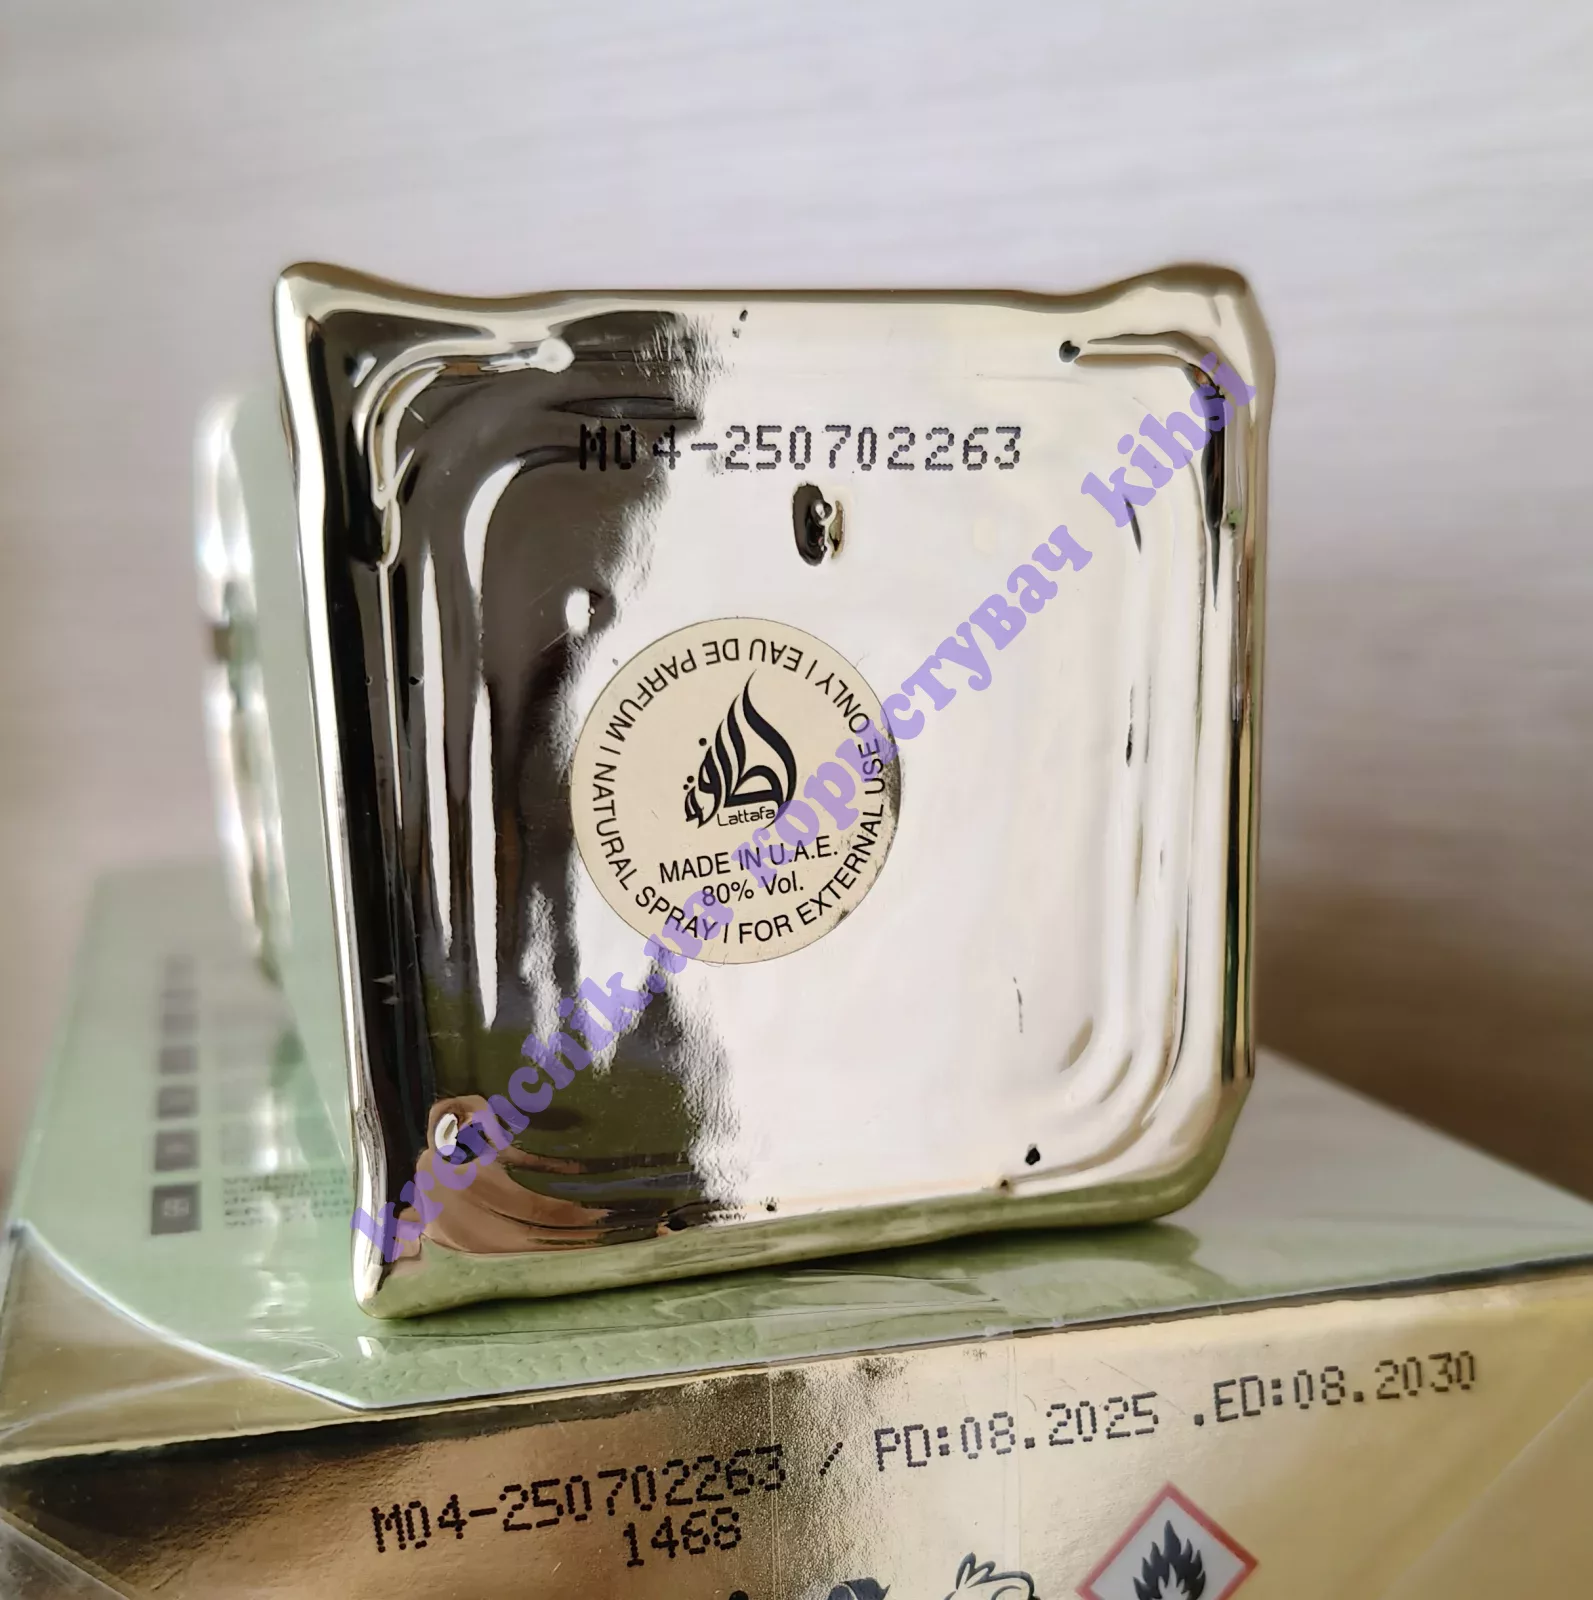 M04-250702263
EAU DE PARFUM / NATURAL SPRAY / FOR EXTERNAL USE ONLY /
لطافة
Lattafa
MADE IN U.A.E.
80% Vol.
kremchik.ua користувач kihsi
M04-250702263 / PD:08.2025 .ED:08.2030
1468